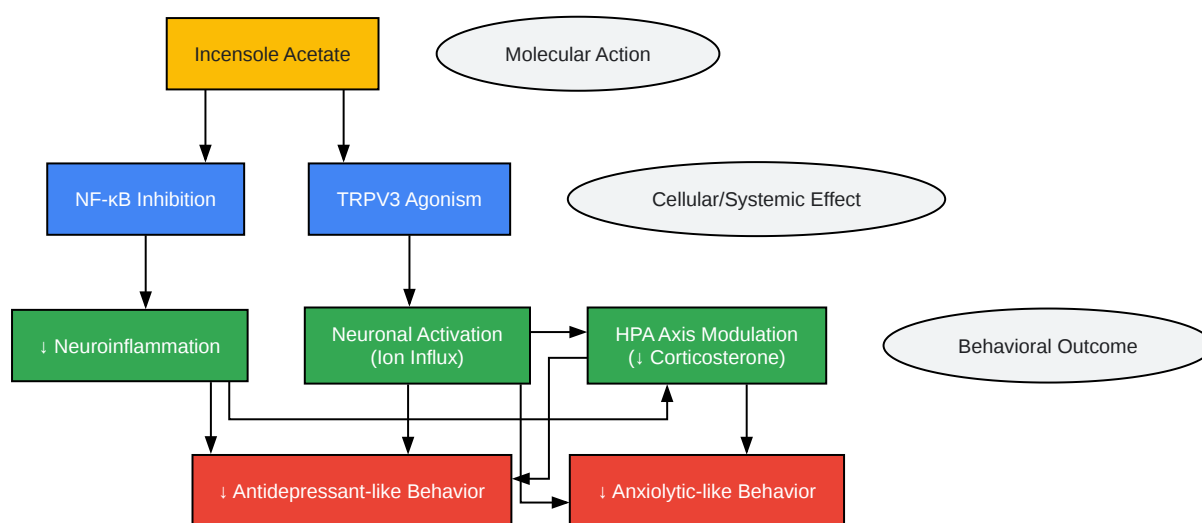 Incensole Acetate
Molecular Action
NF-κB Inhibition
TRPV3 Agonism
Cellular/Systemic Effect
↓ Neuroinflammation
Neuronal Activation
(Ion Influx)
HPA Axis Modulation
(↓ Corticosterone)
Behavioral Outcome
↓ Antidepressant-like Behavior
↓ Anxiolytic-like Behavior